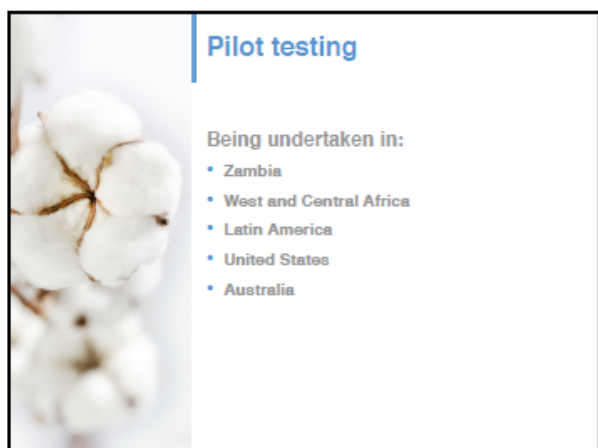 Pilot testing
Being undertaken in:
• Zambia
• West and Central Africa
• Latin America
• United States
• Australia